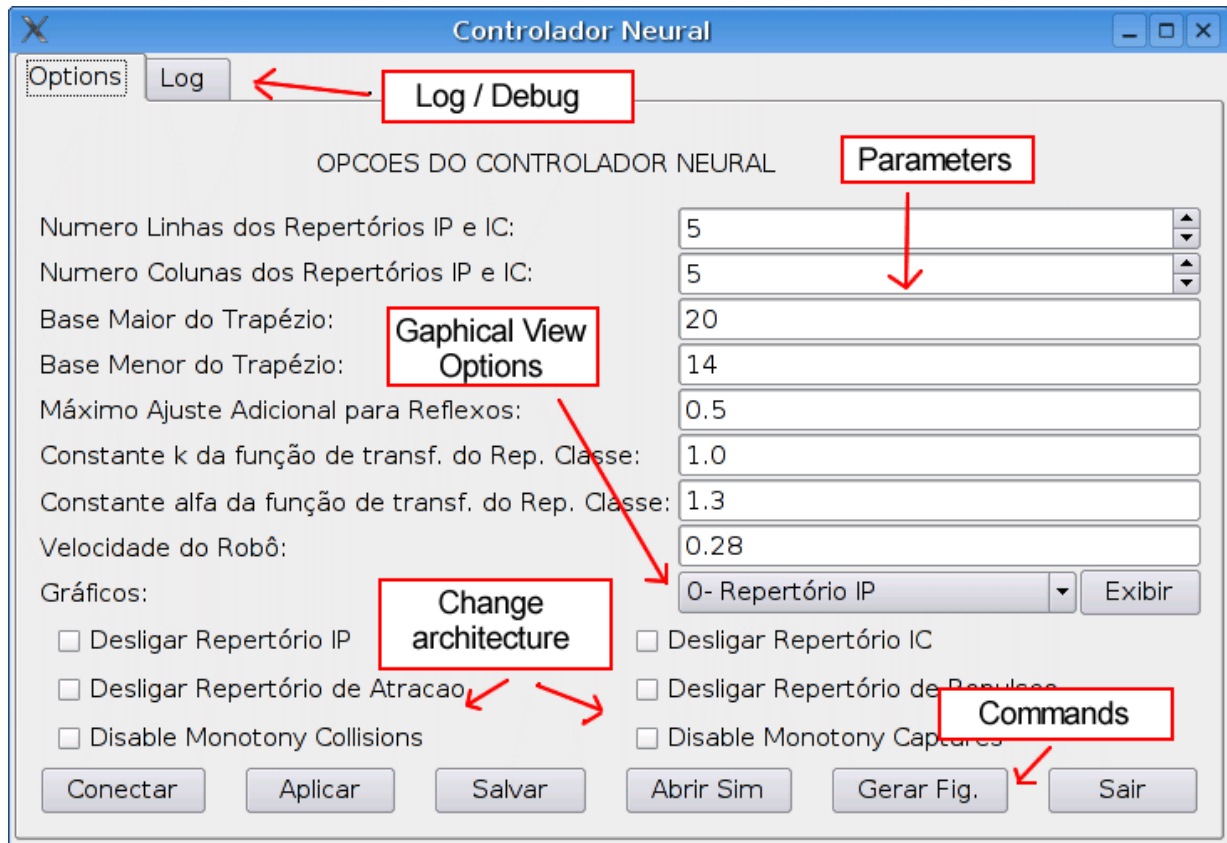 Controlador Neural
Options Log
Log / Debug
OPCOES DO CONTROLADOR NEURAL
Parameters
Numero Linhas dos Repertórios IP e IC: 5
Numero Colunas dos Repertórios IP e IC: 5
Base Maior do Trapézio: 20
Gaphical View
Options
Base Menor do Trapézio: 14
Máximo Ajuste Adicional para Reflexos: 0.5
Constante k da função de transf. do Rep. Classe: 1.0
Constante alfa da função de transf. do Rep. Classe: 1.3
Velocidade do Robô: 0.28
Gráficos: 0- Repertório IP Exibir
Change
architecture
Desligar Repertório IP Desligar Repertório IC
Desligar Repertório de Atracao Desligar Repertório de
Commands
Disable Monotony Collisions Disable Monotony Captures
Conectar Aplicar Salvar Abrir Sim Gerar Fig. Sair